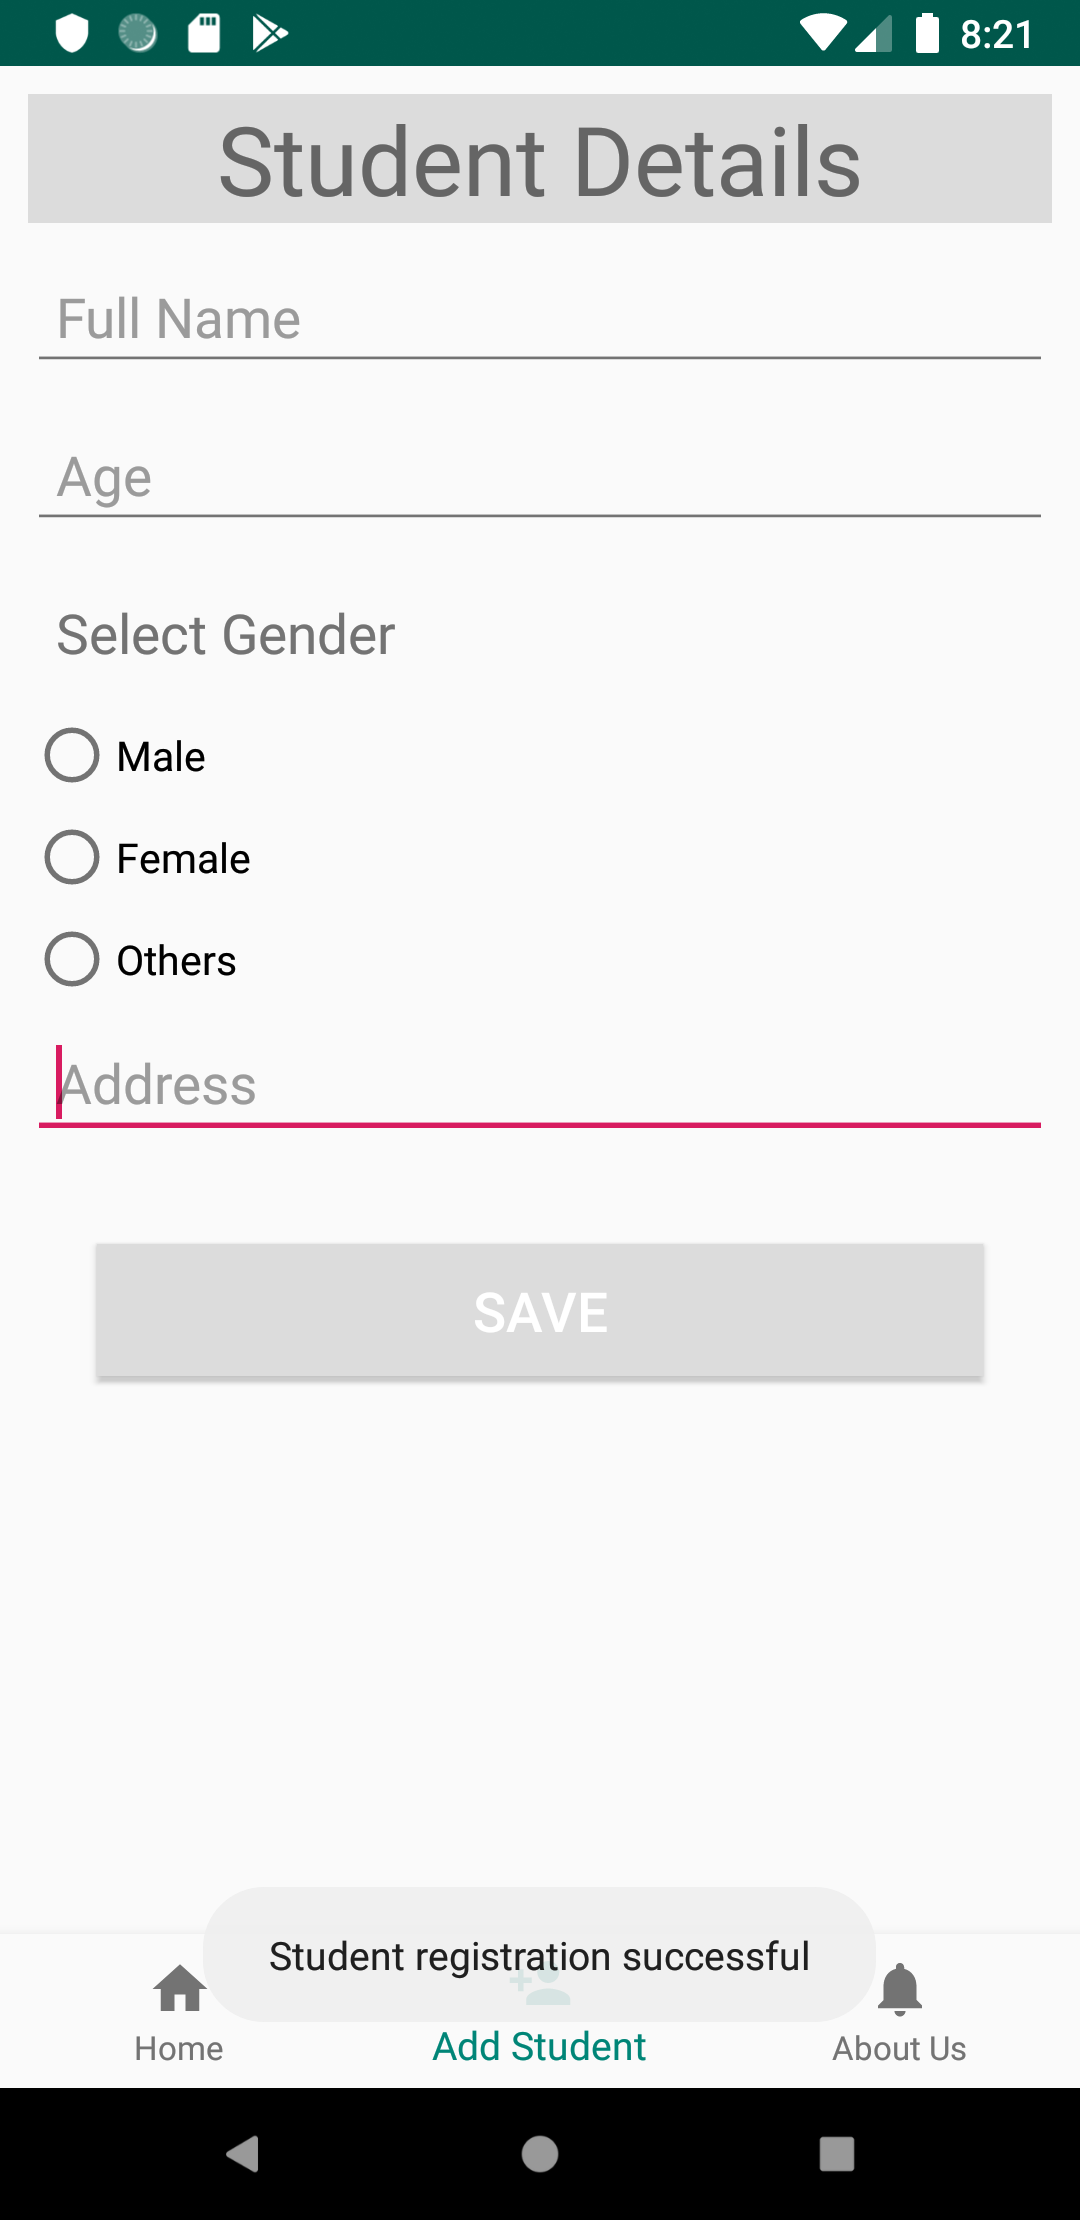 8:21
Student Details
Full Name
Age
Select Gender
Male
Female
Others
Address
SAVE
Student registration successful
Home
Add Student
About Us